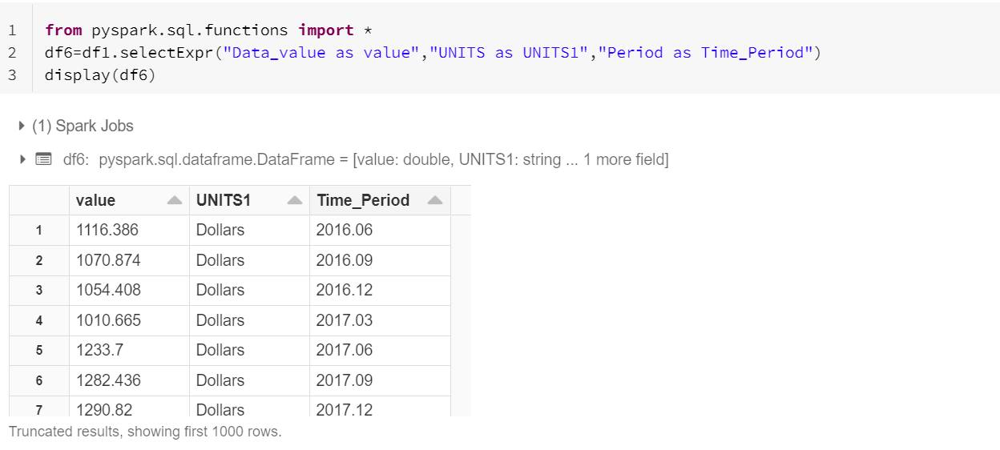 1 from pyspark.sql.functions import *
2 df6=df1.selectExpr("Data_value as value","UNITS as UNITS1","Period as Time_Period")
3 display(df6)
(1) Spark Jobs
df6: pyspark.sql.dataframe.DataFrame = [value: double, UNITS1: string ... 1 more field]
value UNITS1 Time_Period
1 1116.386 Dollars 2016.06
2 1070.874 Dollars 2016.09
3 1054.408 Dollars 2016.12
4 1010.665 Dollars 2017.03
5 1233.7 Dollars 2017.06
6 1282.436 Dollars 2017.09
7 1290.82 Dollars 2017.12
Truncated results, showing first 1000 rows.